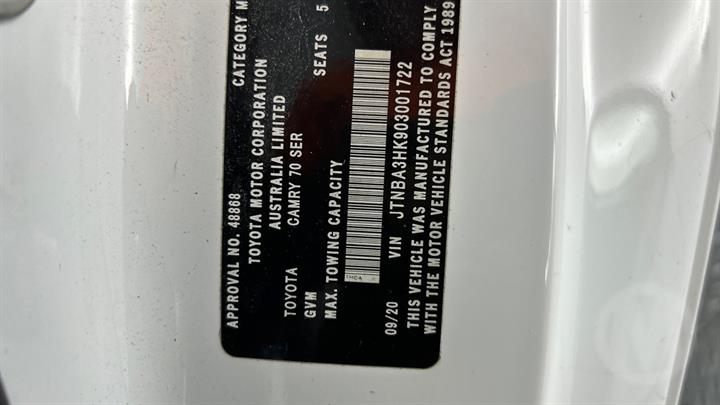 APPROVAL NO. 48868 CATEGORY M
TOYOTA MOTOR CORPORATION
AUSTRALIA LIMITED
TOYOTA CAMRY 70 SER
GVM SEATS 5
MAX. TOWING CAPACITY
THCA
09/20 VIN JTNBA3HK903001722
THIS VEHICLE WAS MANUFACTURED TO COMPLY
WITH THE MOTOR VEHICLE STANDARDS ACT 1989